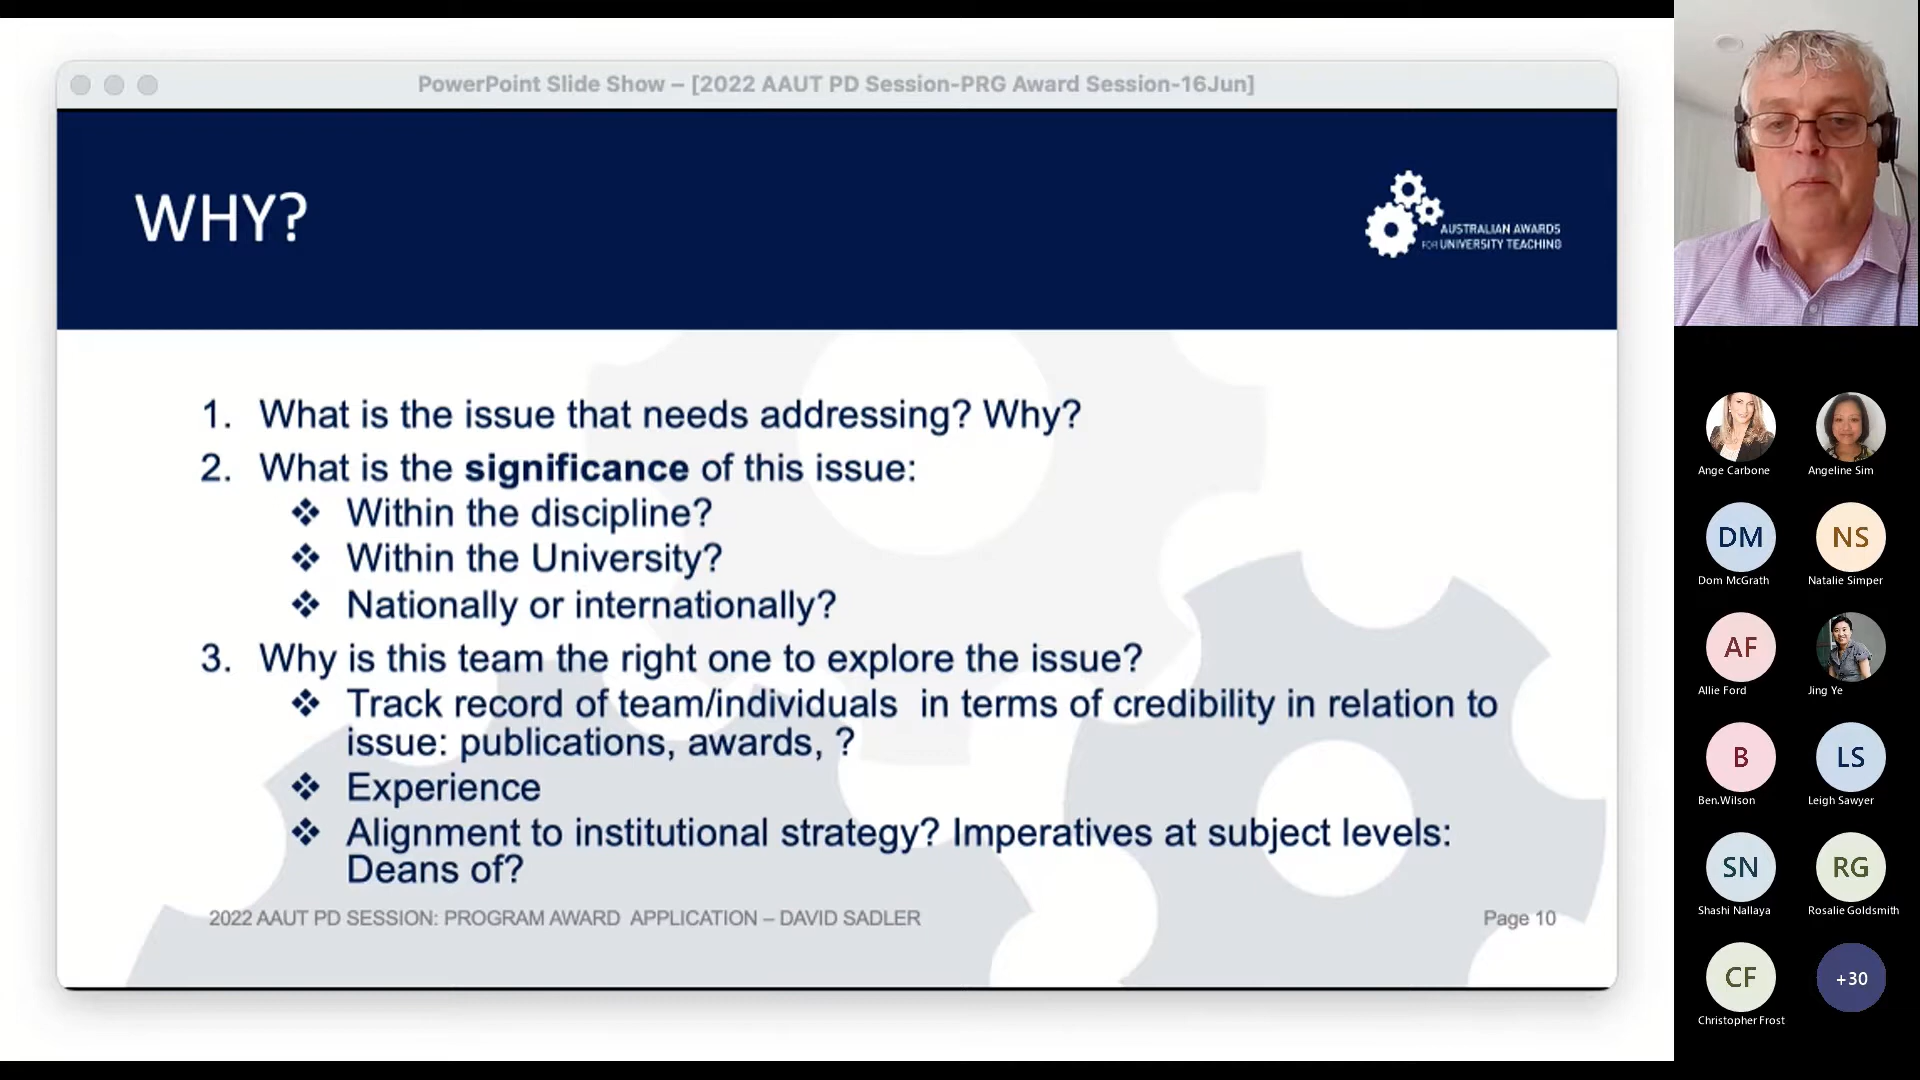 PowerPoint Slide Show – [2022 AAUT PD Session-PRG Award Session-16Jun]
WHY?
AUSTRALIAN AWARDS
FOR UNIVERSITY TEACHING
1. What is the issue that needs addressing? Why?
2. What is the significance of this issue:
❖ Within the discipline?
❖ Within the University?
❖ Nationally or internationally?
3. Why is this team the right one to explore the issue?
❖ Track record of team/individuals  in terms of credibility in relation to
issue: publications, awards, ?
❖ Experience
❖ Alignment to institutional strategy? Imperatives at subject levels:
Deans of?
2022 AAUT PD SESSION: PROGRAM AWARD  APPLICATION – DAVID SADLER
Page 10
Ange Carbone
Angeline Sim
DM
NS
Dom McGrath
Natalie Simper
AF
Allie Ford
Jing Ye
B
LS
Ben.Wilson
Leigh Sawyer
SN
RG
Shashi Nallaya
Rosalie Goldsmith
CF
+30
Christopher Frost